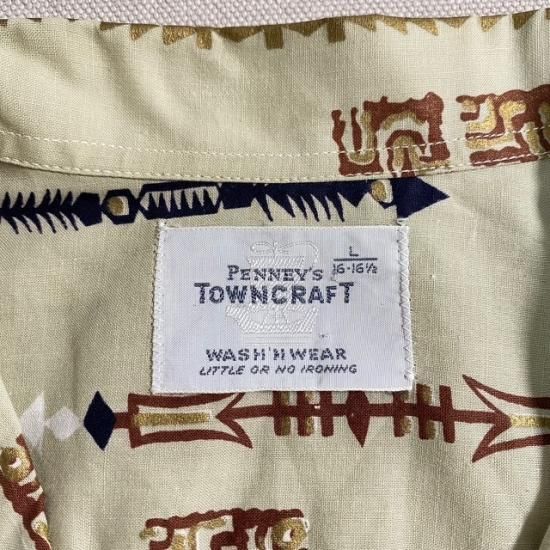 L
16-16½
PENNEY'S
TOWNCRAFT
WASH'N WEAR
LITTLE OR NO IRONING